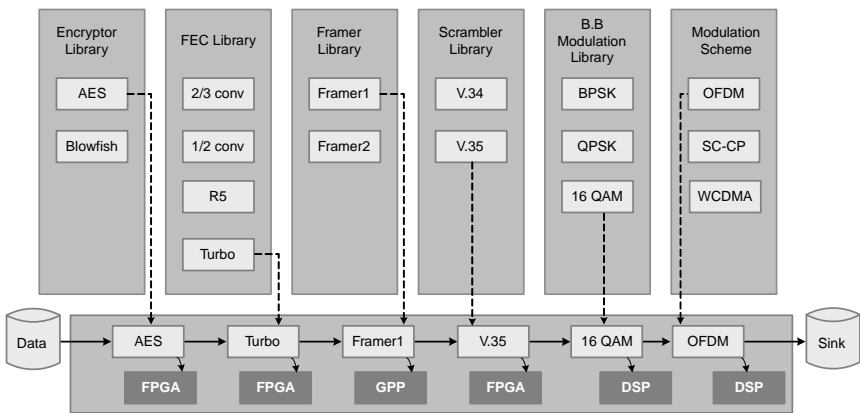 Encryptor
Library
AES
Blowfish
FEC Library
2/3 conv
1/2 conv
R5
Turbo
Framer
Library
Framer1
Framer2
Scrambler
Library
V.34
V.35
B.B
Modulation
Library
BPSK
QPSK
16 QAM
Modulation
Scheme
OFDM
SC-CP
WCDMA
Data
AES
Turbo
Framer1
V.35
16 QAM
OFDM
Sink
FPGA
FPGA
GPP
FPGA
DSP
DSP